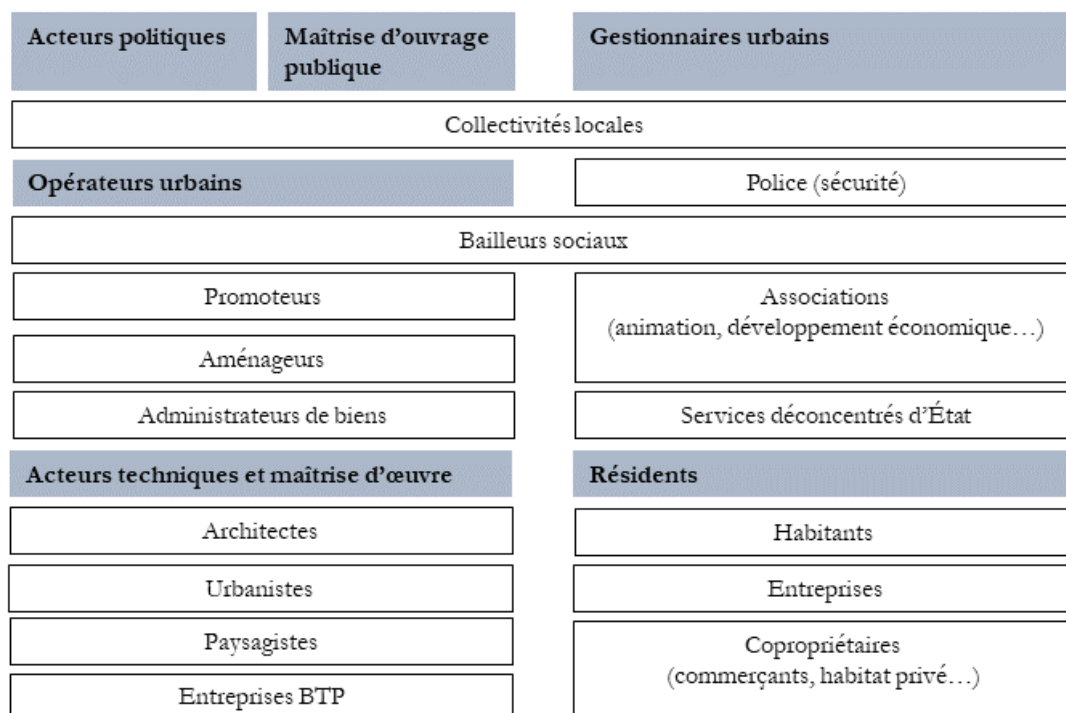 Acteurs politiques
Maîtrise d’ouvrage
publique
Gestionnaires urbains
Collectivités locales
Opérateurs urbains
Police (sécurité)
Bailleurs sociaux
Promoteurs
Associations
(animation, développement économique…)
Aménageurs
Administrateurs de biens
Services déconcentrés d’État
Acteurs techniques et maîtrise d’œuvre
Résidents
Architectes
Habitants
Urbanistes
Entreprises
Paysagistes
Copropriétaires
(commerçants, habitat privé…)
Entreprises BTP